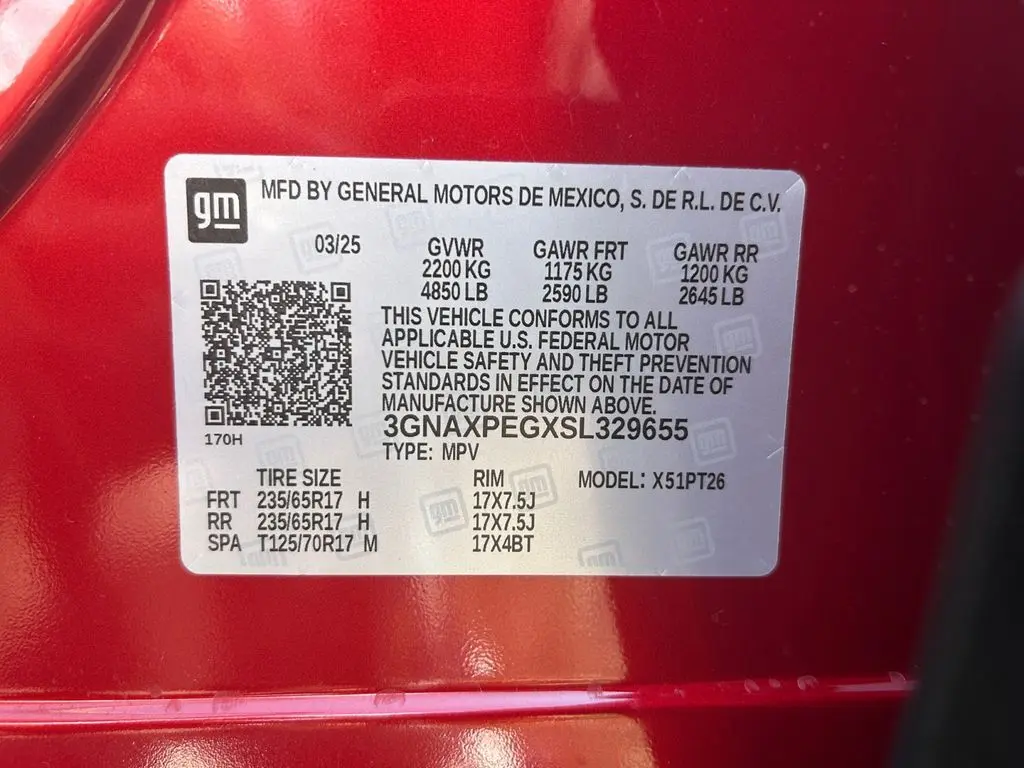 gm
MFD BY GENERAL MOTORS DE MEXICO, S. DE R.L. DE C.V.
03/25 GVWR GAWR FRT GAWR RR
2200 KG 1175 KG 1200 KG
4850 LB 2590 LB 2645 LB
THIS VEHICLE CONFORMS TO ALL
APPLICABLE U.S. FEDERAL MOTOR
VEHICLE SAFETY AND THEFT PREVENTION
STANDARDS IN EFFECT ON THE DATE OF
MANUFACTURE SHOWN ABOVE.
170H
3GNAXPEGXSL329655
TYPE: MPV
TIRE SIZE RIM MODEL: X51PT26
FRT 235/65R17 H 17X7.5J
RR 235/65R17 H 17X7.5J
SPA T125/70R17 M 17X4BT